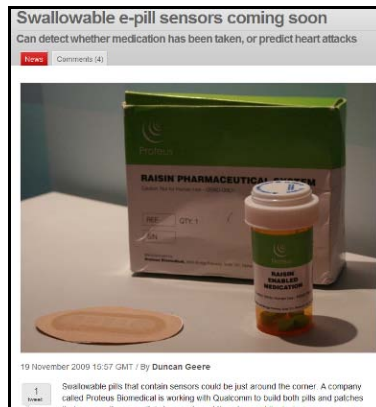 Swallowable e-pill sensors coming soon
Can detect whether medication has been taken, or predict heart attacks
News Comments (4)
Proteus
RAISIN PHARMACEUTICAL SYSTEM
REF QTY: 1
S/N
Proteus
RAISIN
ENABLED
MEDICATION
19 November 2009 15:57 GMT / By Duncan Geere
1
tweet
Swallowable pills that contain sensors could be just around the corner. A company
called Proteus Biomedical is working with Qualcomm to build both pills and patches